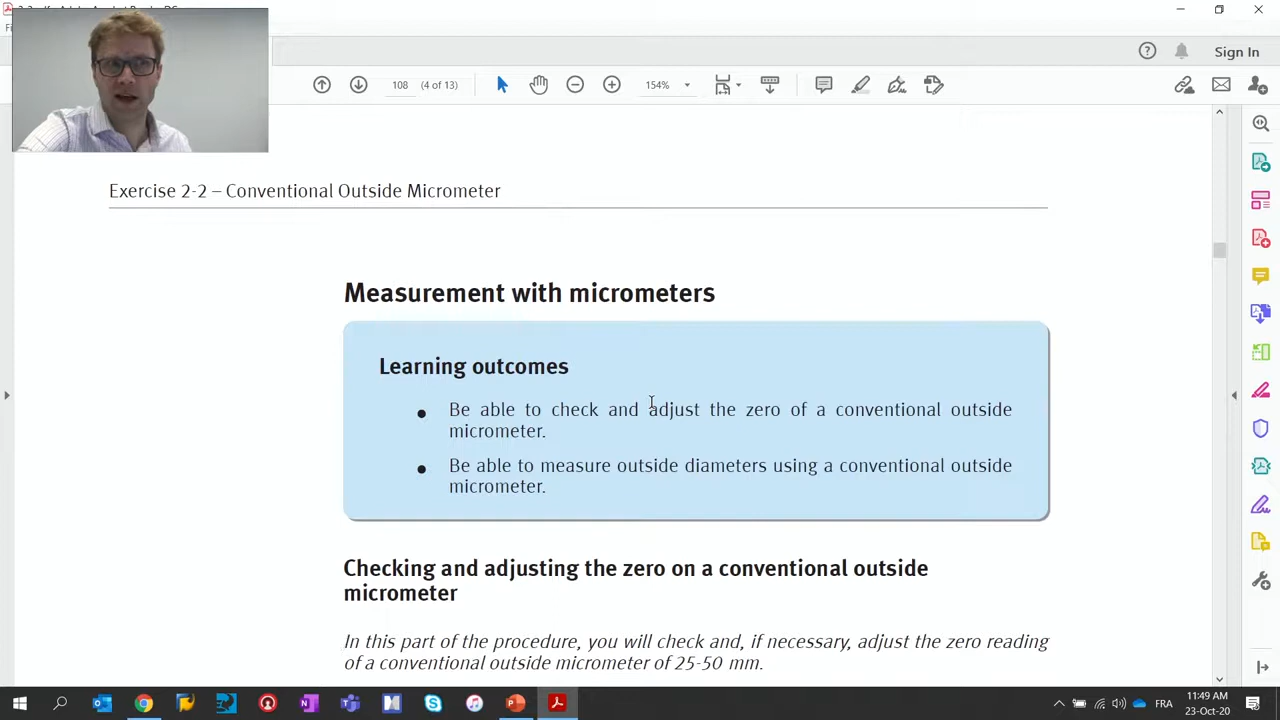 Sign In
108 (4 of 13)
154%
Exercise 2-2 – Conventional Outside Micrometer
Measurement with micrometers
Learning outcomes
● Be able to check and adjust the zero of a conventional outside
micrometer.
● Be able to measure outside diameters using a conventional outside
micrometer.
Checking and adjusting the zero on a conventional outside
micrometer
In this part of the procedure, you will check and, if necessary, adjust the zero reading
of a conventional outside micrometer of 25-50 mm.
11:49 AM
FRA
23-Oct-20